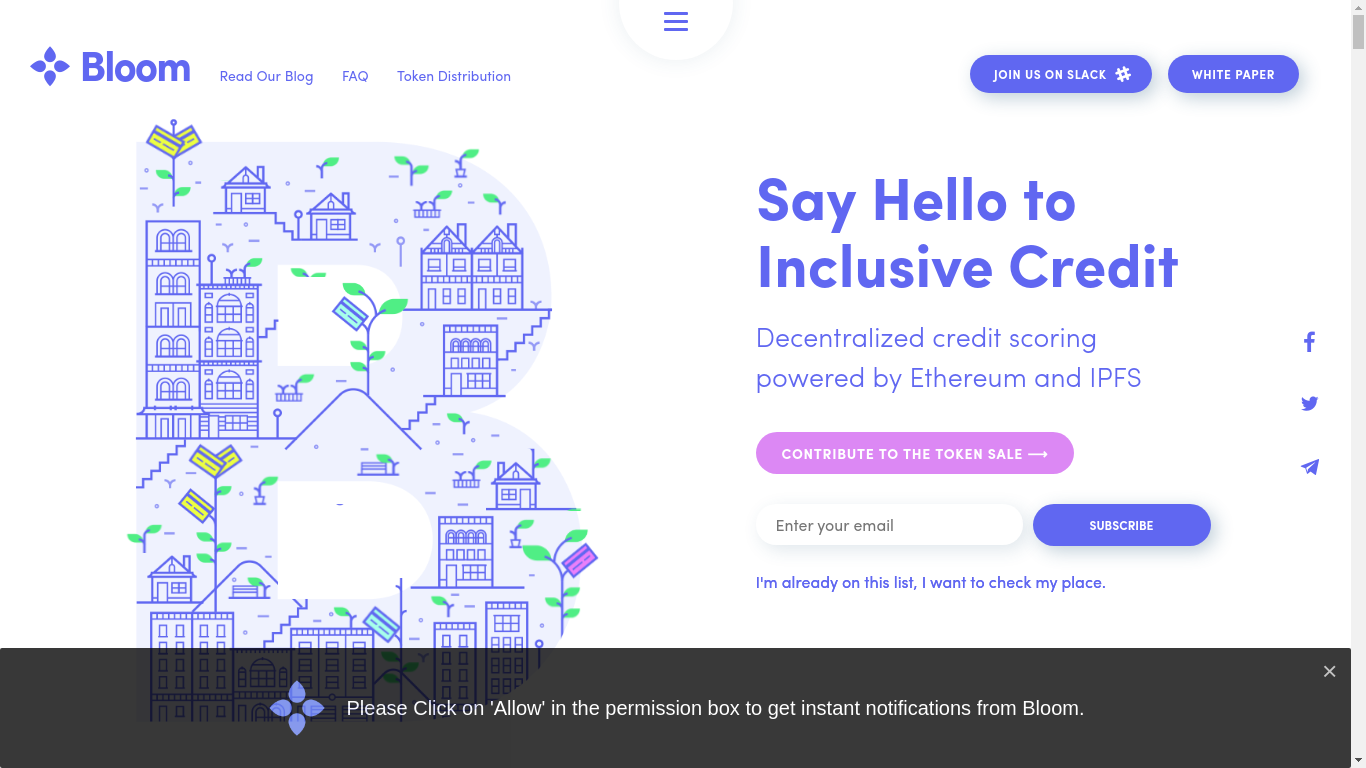 Bloom
Read Our Blog
FAQ
Token Distribution
JOIN US ON SLACK
WHITE PAPER
Say Hello to
Inclusive Credit
Decentralized credit scoring
powered by Ethereum and IPFS
CONTRIBUTE TO THE TOKEN SALE ⟶
Enter your email
SUBSCRIBE
I'm already on this list, I want to check my place.
Please Click on 'Allow' in the permission box to get instant notifications from Bloom.